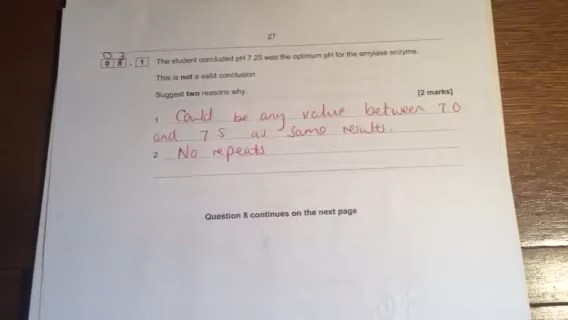 27
0 3
0 8 . 1 The student concluded pH 7.25 was the optimum pH for the amylase enzyme.
This is not a valid conclusion
Suggest two reasons why.
[2 marks]
1 Could be any value between 7.0
and 7.5 as same results.
2 No repeats
Question 8 continues on the next page